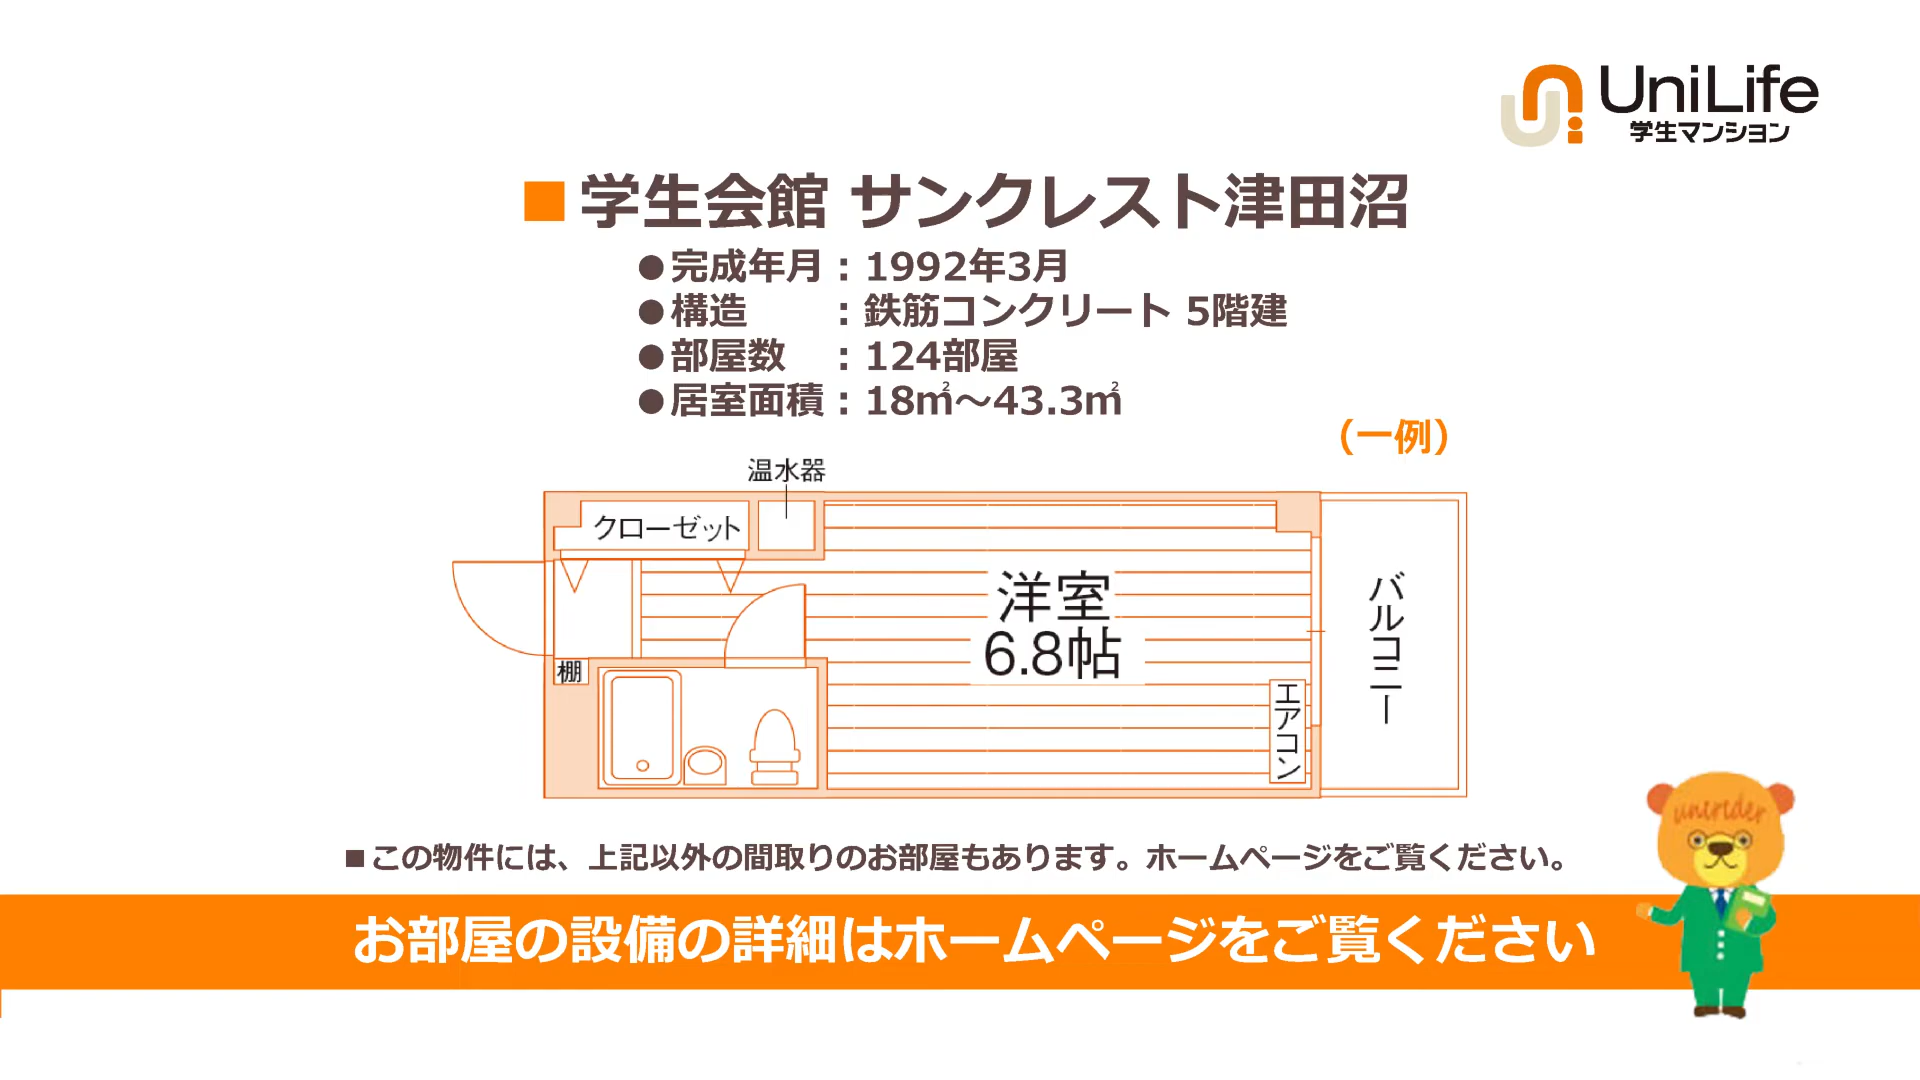 UniLife
学生マンション
■学生会館 サンクレスト津田沼
●完成年月：1992年3月
●構造　　：鉄筋コンクリート 5階建
●部屋数　：124部屋
●居室面積：18㎡～43.3㎡
（一例）
温水器
クローゼット
洋室
6.8帖
バルコニー
棚
エアコン
■この物件には、上記以外の間取りのお部屋もあります。ホームページをご覧ください。
unirider
お部屋の設備の詳細はホームページをご覧ください